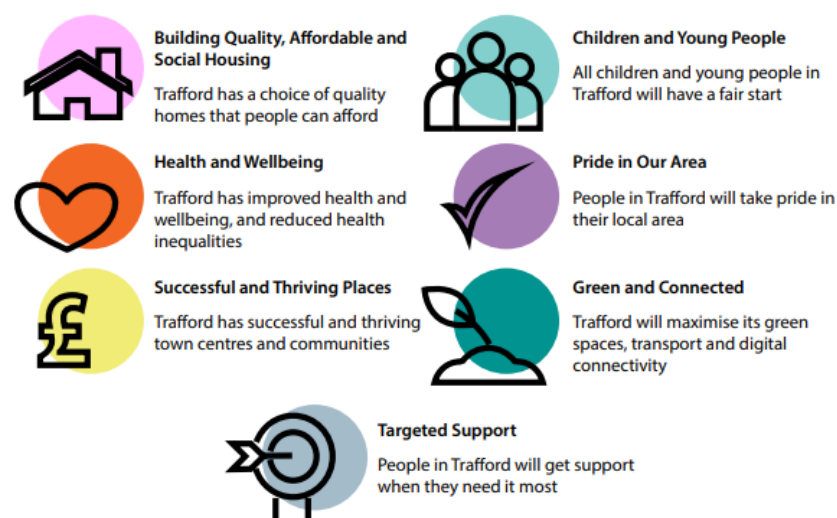 Building Quality, Affordable and
Social Housing
Trafford has a choice of quality
homes that people can afford
Children and Young People
All children and young people in
Trafford will have a fair start
Health and Wellbeing
Trafford has improved health and
wellbeing, and reduced health
inequalities
Pride in Our Area
People in Trafford will take pride in
their local area
Successful and Thriving Places
Trafford has successful and thriving
town centres and communities
Green and Connected
Trafford will maximise its green
spaces, transport and digital
connectivity
Targeted Support
People in Trafford will get support
when they need it most